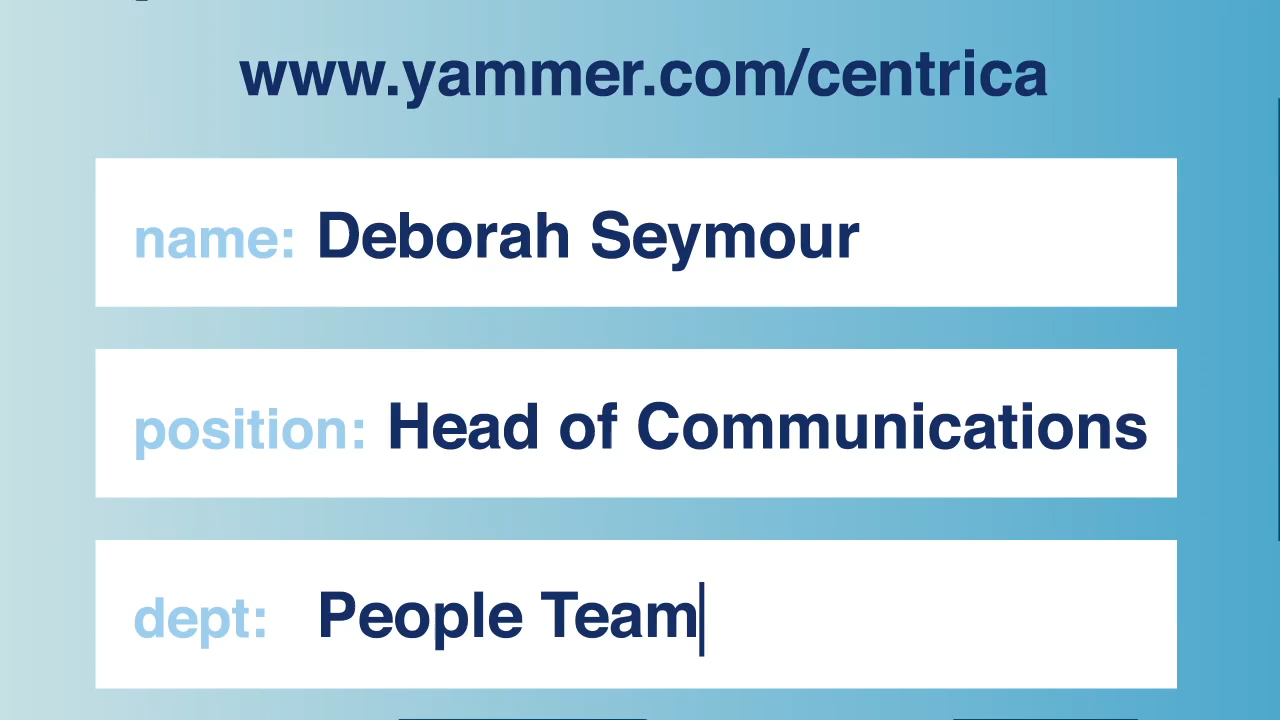 www.yammer.com/centrica
name: Deborah Seymour
position: Head of Communications
dept: People Team